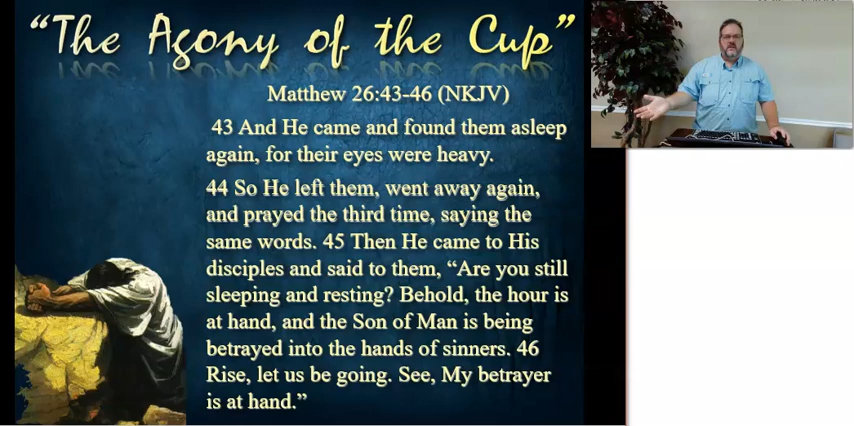 “The Agony of the Cup”
Matthew 26:43-46 (NKJV)
43 And He came and found them asleep
again, for their eyes were heavy.
44 So He left them, went away again,
and prayed the third time, saying the
same words. 45 Then He came to His
disciples and said to them, “Are you still
sleeping and resting? Behold, the hour is
at hand, and the Son of Man is being
betrayed into the hands of sinners. 46
Rise, let us be going. See, My betrayer
is at hand.”